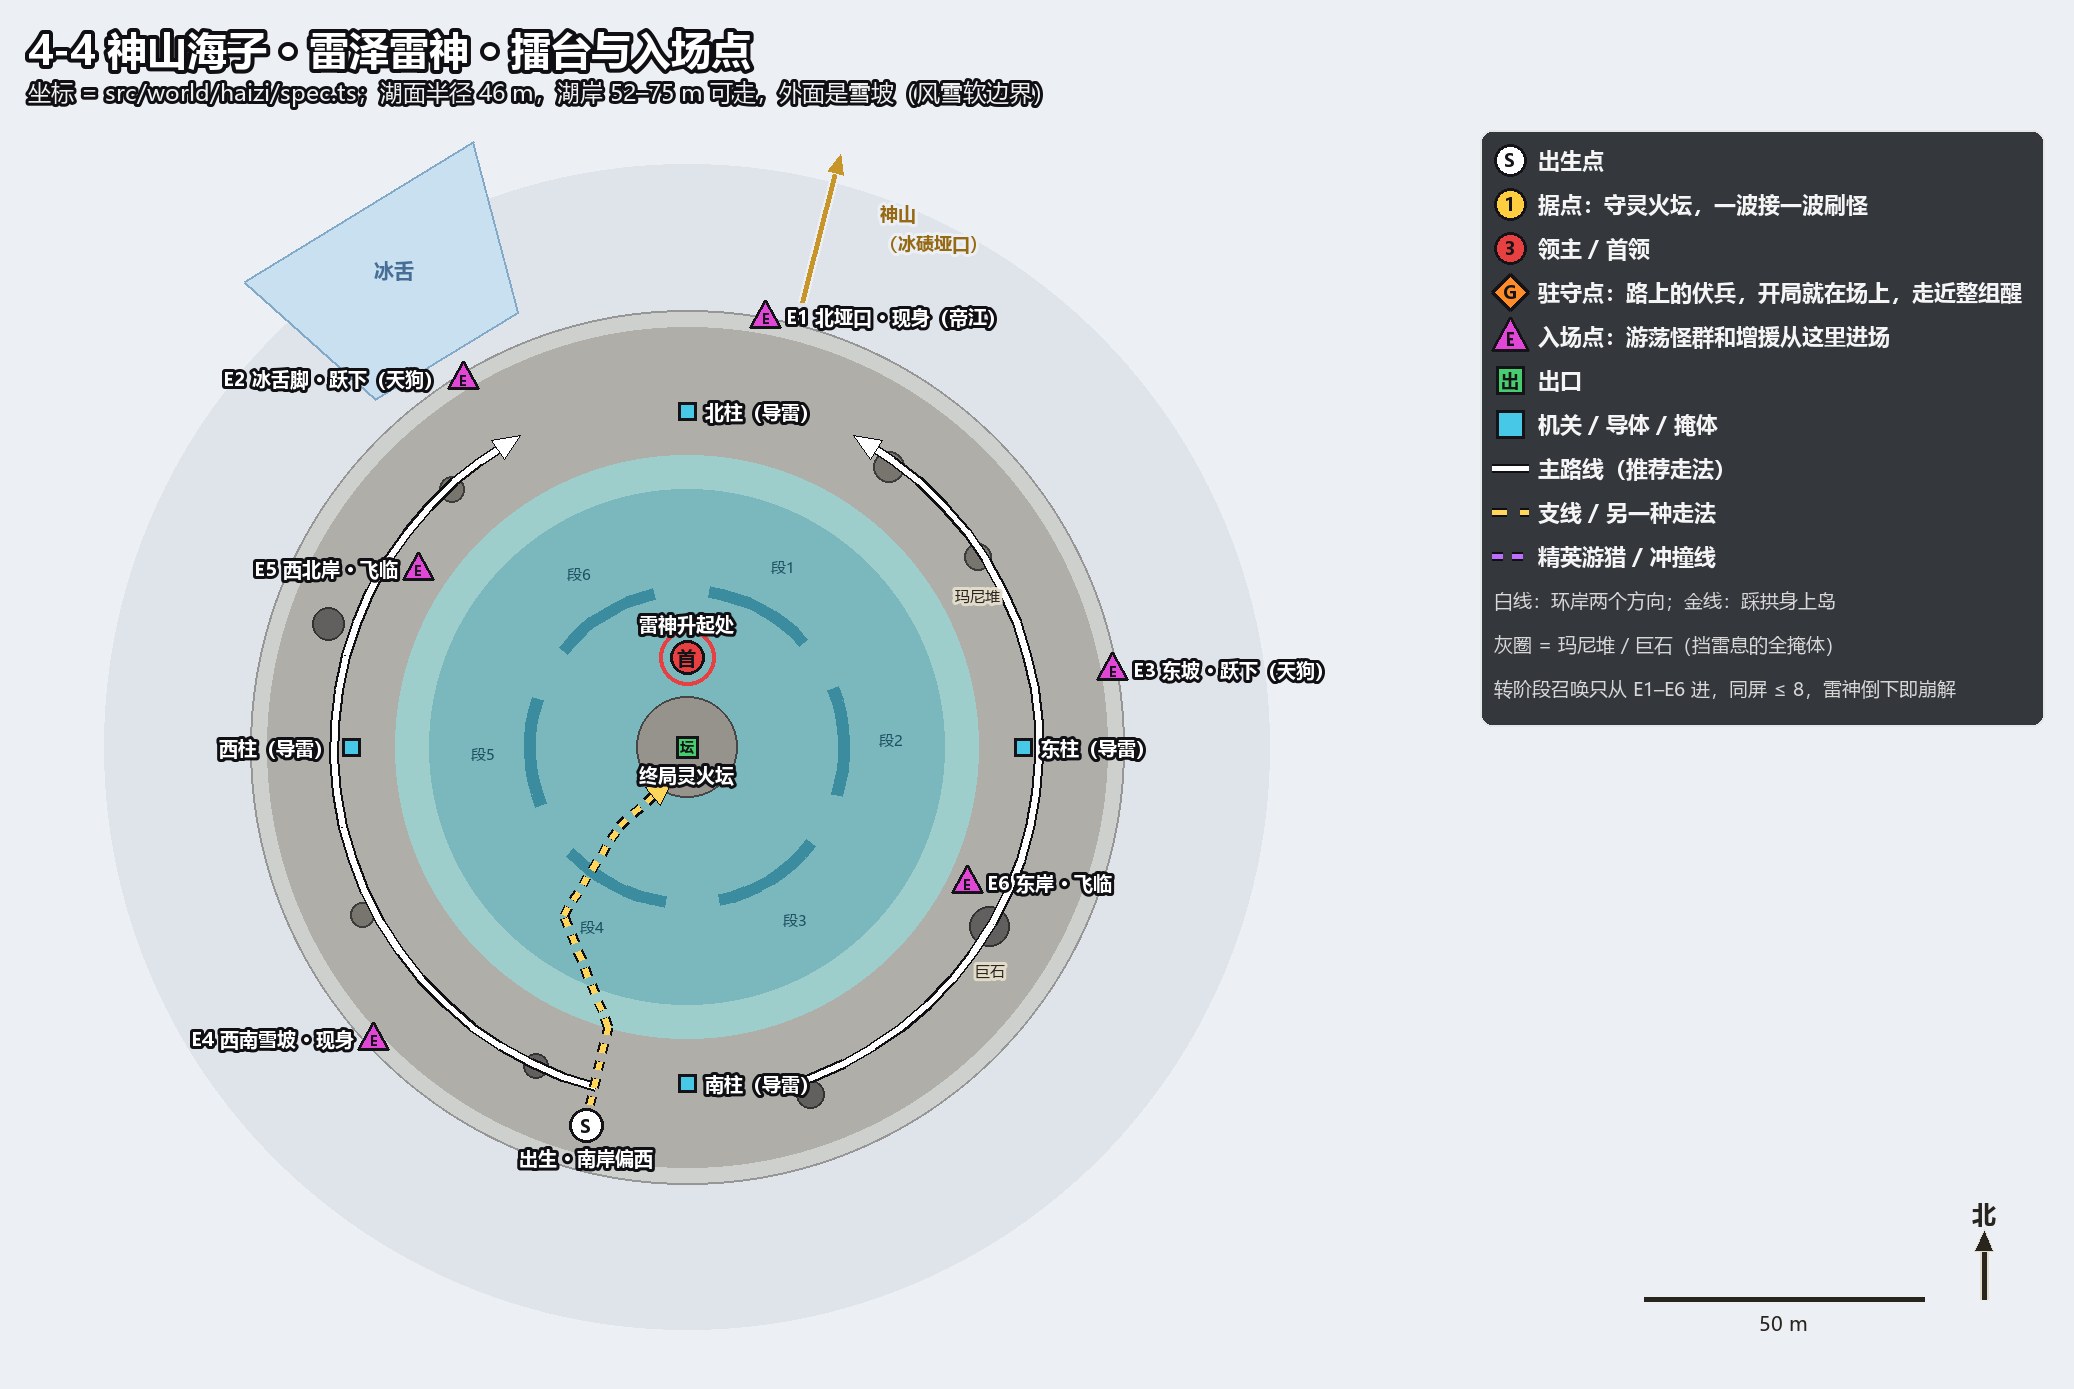 4-4 神山海子·雷泽雷神·擂台与入场点
坐标 = src/world/haizi/spec.ts；湖面半径 46 m，湖岸 52–75 m 可走，外面是雪坡（风雪软边界）
S 出生点
1 据点：守灵火坛，一波接一波刷怪
3 领主 / 首领
G 驻守点：路上的伏兵，开局就在场上，走近整组醒
E 入场点：游荡怪群和增援从这里进场
出 出口
机关 / 导体 / 掩体
主路线（推荐走法）
支线 / 另一种走法
精英游猎 / 冲撞线
白线：环岸两个方向；金线：踩拱身上岛
灰圈 = 玛尼堆 / 巨石（挡雷息的全掩体）
转阶段召唤只从 E1–E6 进，同屏 ≤ 8，雷神倒下即崩解
神山
（冰碛垭口）
冰舌
E E1 北垭口·现身（帝江）
E2 冰舌脚·跃下（天狗） E
北柱（导雷）
E5 西北岸·飞临 E
段6
段1
玛尼堆
雷神升起处
首
E E3 东坡·跃下（天狗）
西柱（导雷）
段5
坛
终局灵火坛
段2
东柱（导雷）
E E6 东岸·飞临
段4
段3
巨石
E4 西南雪坡·现身 E
南柱（导雷）
S
出生·南岸偏西
北
50 m